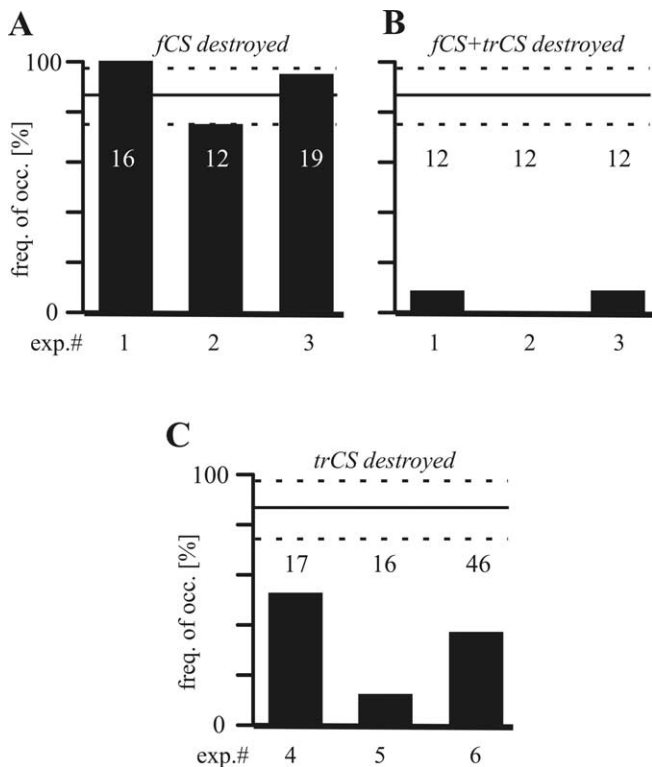 A
B
fCS destroyed
fCS+trCS destroyed
100
16
12
19
12
12
12
freq. of occ. [%]
0
exp.#
1
2
3
1
2
3
C
trCS destroyed
100
17
16
46
freq. of occ. [%]
0
exp.#
4
5
6